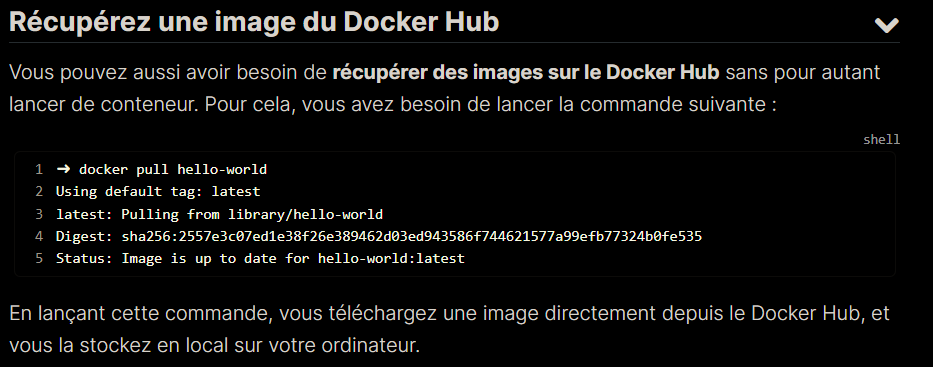 Récupérez une image du Docker Hub
Vous pouvez aussi avoir besoin de récupérer des images sur le Docker Hub sans pour autant
lancer de conteneur. Pour cela, vous avez besoin de lancer la commande suivante :
shell
1 ➜ docker pull hello-world
2 Using default tag: latest
3 latest: Pulling from library/hello-world
4 Digest: sha256:2557e3c07ed1e38f26e389462d03ed943586f744621577a99efb77324b0fe535
5 Status: Image is up to date for hello-world:latest
En lançant cette commande, vous téléchargez une image directement depuis le Docker Hub, et
vous la stockez en local sur votre ordinateur.